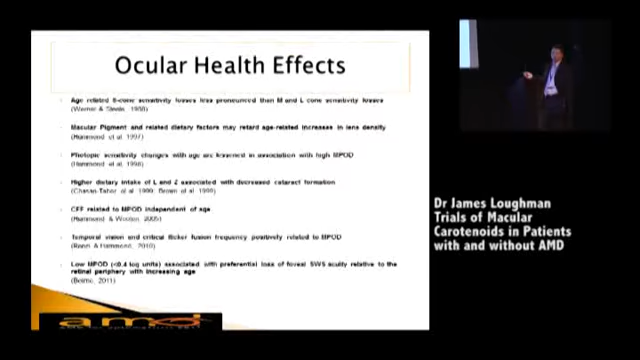 Ocular Health Effects
Age related S-cone sensitivity losses less pronounced than M and L cone sensitivity losses
(Werner & Steele, 1988)
Macular Pigment and related dietary factors may retard age-related increases in lens density
(Hammond et al 1997)
Photopic sensitivity changes with age are lessened in association with high MPOD
(Hammond et al, 1998)
Higher dietary intake of L and Z associated with decreased cataract formation
(Chasan-Taber et al 1999, Brown et al 1999)
CFF related to MPOD independent of age
(Hammond & Wooten, 2005)
Temporal vision and critical flicker fusion frequency positively related to MPOD
(Renzi & Hammond, 2010)
Low MPOD (<0.4 log units) associated with preferential loss of foveal SWS acuity relative to the
retinal periphery with increasing age
(Beirne, 2011)
amd
Dr James Loughman
Trials of Macular
Carotenoids in Patients
with and without AMD